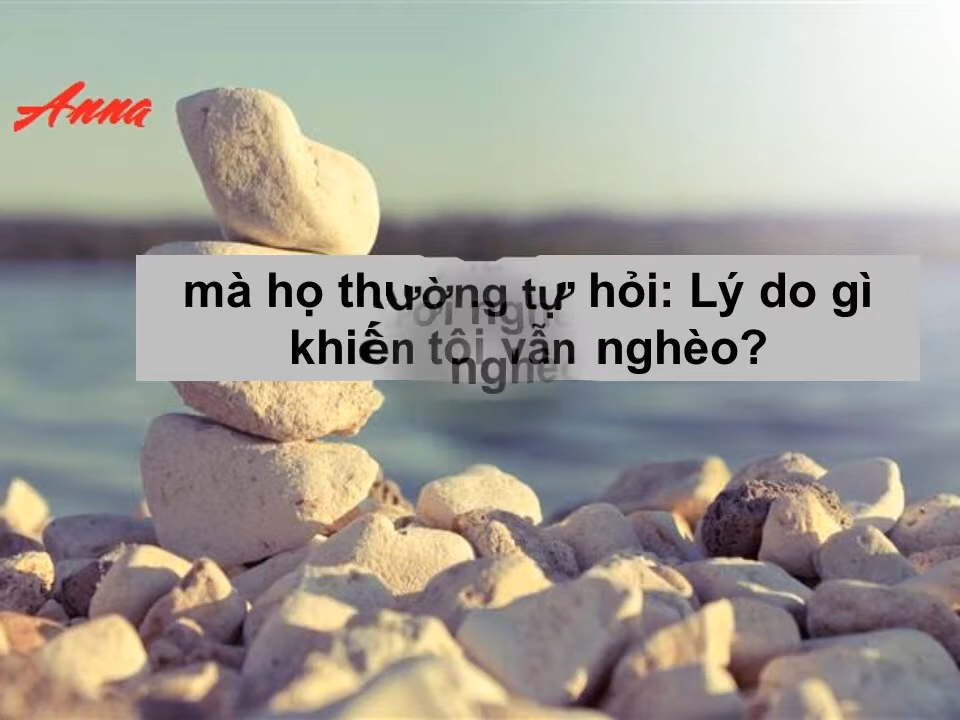 Anna
mà họ thường tự hỏi: Lý do gì
khiến tôi vẫn nghèo?